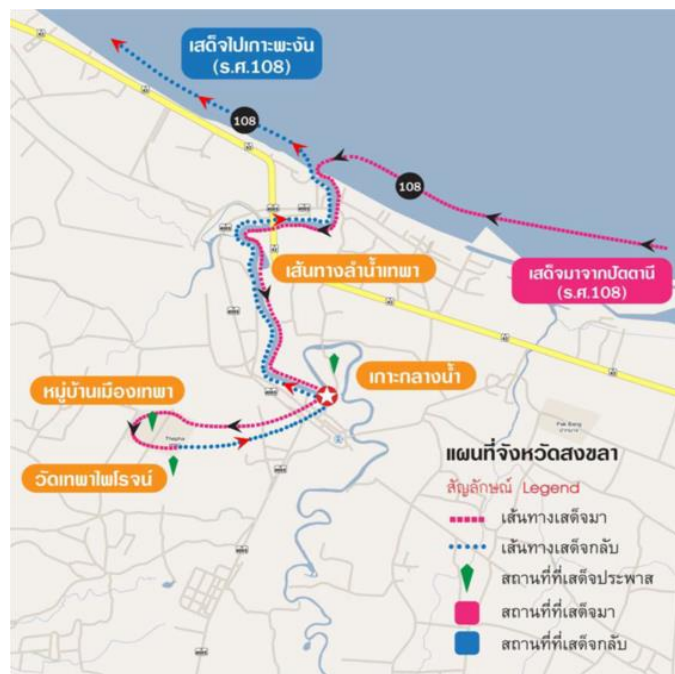 เสด็จไปเกาะพะงัน
(ร.ศ.108)
108
108
เส้นทางลำน้ำเทพา
เสด็จมาจากปัตตานี
(ร.ศ.108)
เกาะกลางน้ำ
หมู่บ้านเมืองเทพา
Thepha
วัดเทพาไพโรจน์
Pak Bang
แผนที่จังหวัดสงขลา
สัญลักษณ์ Legend
เส้นทางเสด็จมา
เส้นทางเสด็จกลับ
สถานที่ที่เสด็จประพาส
สถานที่ที่เสด็จมา
สถานที่ที่เสด็จกลับ